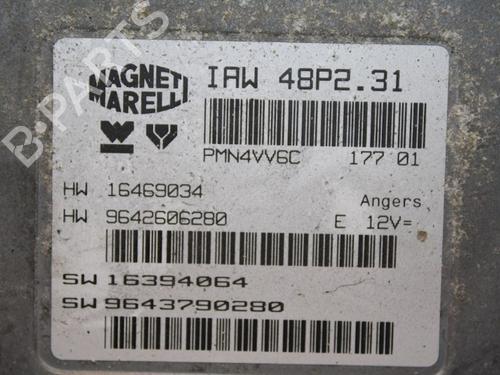 MAGNETI
MARELLI
IAW 48P2.31
PMN4VV6C 177 01
HW 16469034 Angers
HW 9642606280 E 12V=
SW 16394064
SW 9643790280
B-PARTS